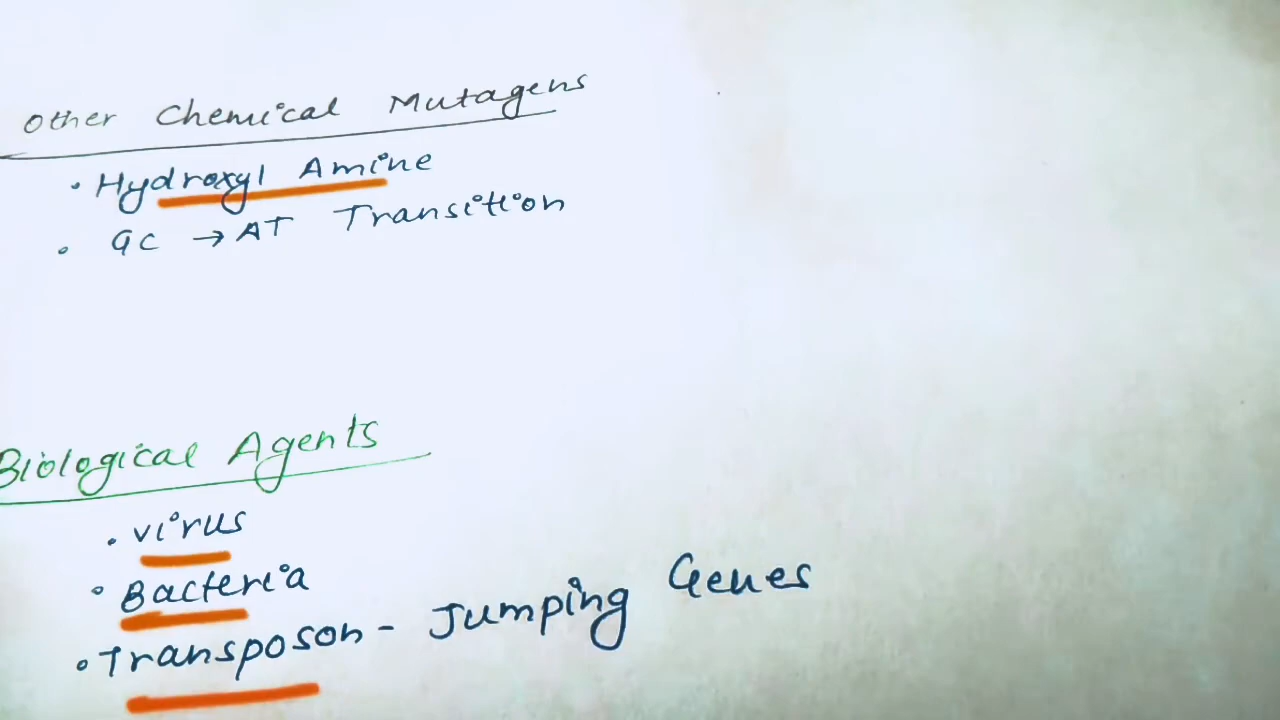 Other Chemical Mutagens
• Hydroxyl Amine
• GC → AT Transition
Biological Agents
• Virus
• Bacteria
• Transposon - Jumping Genes